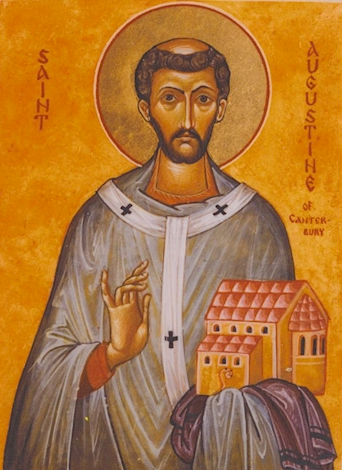 SAINT
AUGUSTINE
OF
CANTER-
BURY